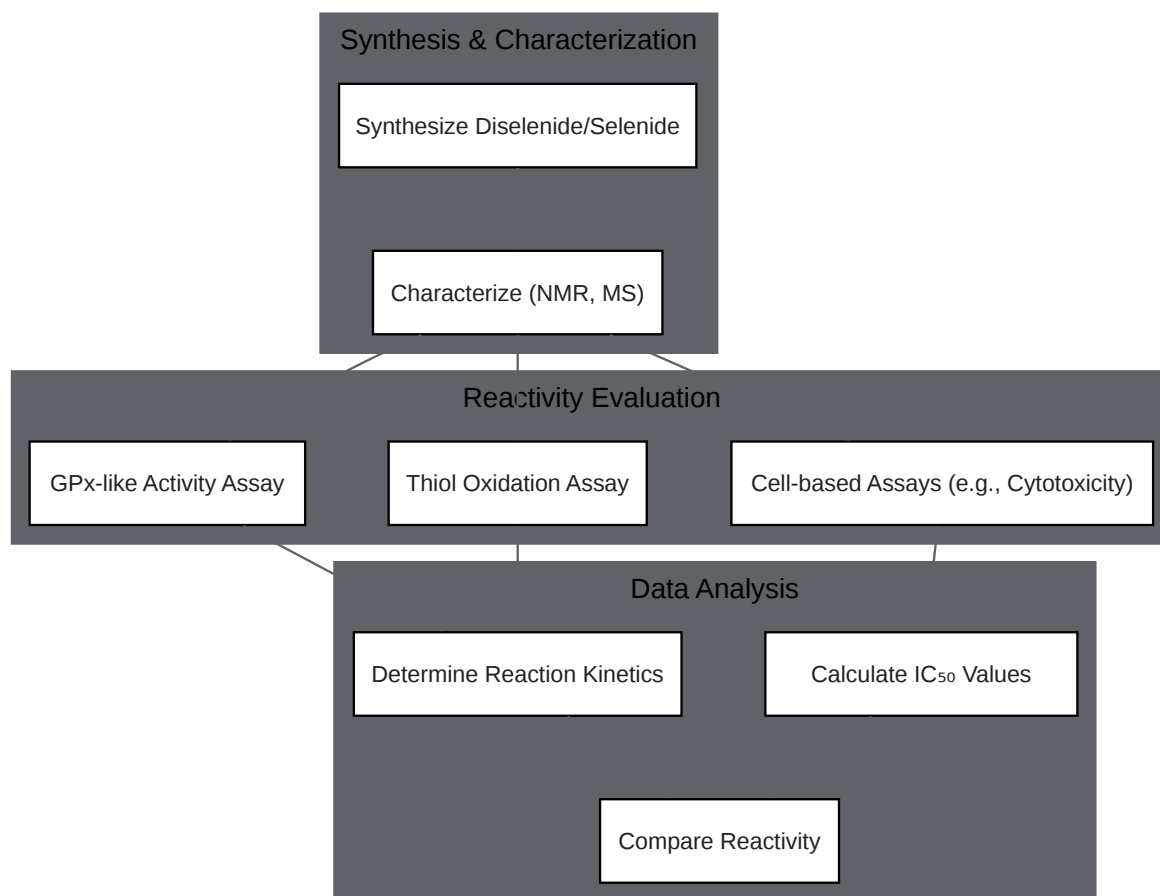 Synthesis & Characterization
Synthesize Diselenide/Selenide
Characterize (NMR, MS)
Reactivity Evaluation
GPx-like Activity Assay
Thiol Oxidation Assay
Cell-based Assays (e.g., Cytotoxicity)
Data Analysis
Determine Reaction Kinetics
Calculate IC₅₀ Values
Compare Reactivity